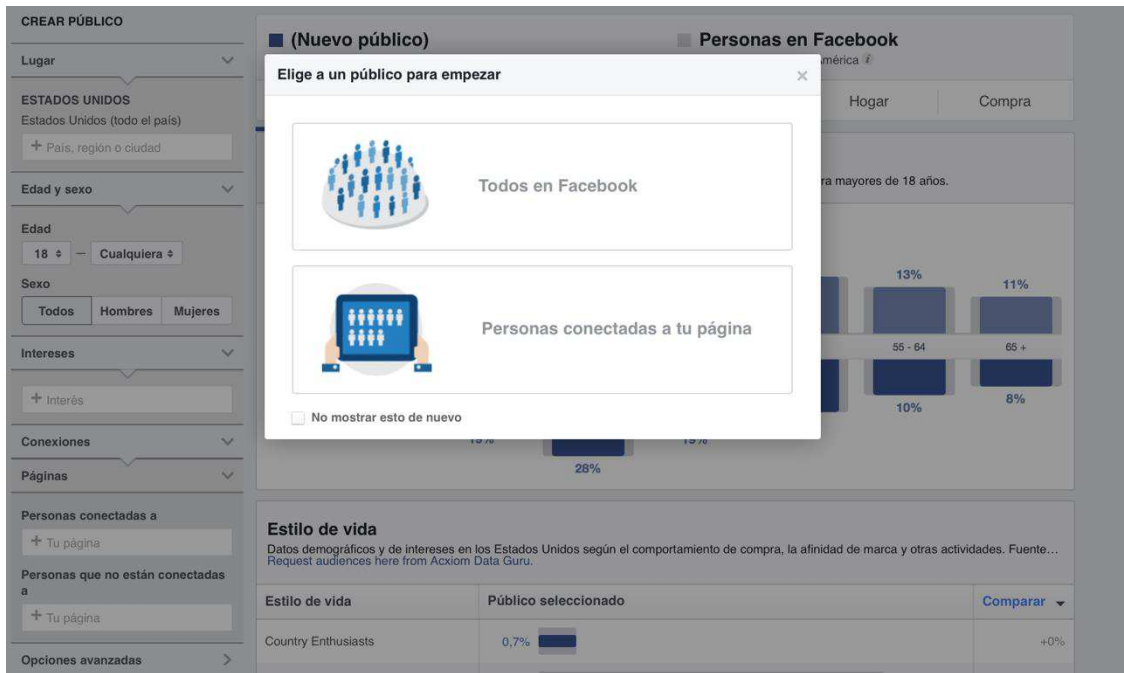 CREAR PÚBLICO
Lugar
ESTADOS UNIDOS
Estados Unidos (todo el país)
+ País, región o ciudad
Edad y sexo
Edad
18 — Cualquiera
Sexo
Todos Hombres Mujeres
Intereses
+ Interés
Conexiones
Páginas
Personas conectadas a
+ Tu página
Personas que no están conectadas
a
+ Tu página
Opciones avanzadas
(Nuevo público)
Personas en Facebook
mérica i
Hogar Compra
Elige a un público para empezar ×
Todos en Facebook
Personas conectadas a tu página
No mostrar esto de nuevo
ra mayores de 18 años.
13% 11%
55 - 64 65 +
10% 8%
19% 28% 19%
Estilo de vida
Datos demográficos y de intereses en los Estados Unidos según el comportamiento de compra, la afinidad de marca y otras actividades. Fuente…
Request audiences here from Acxiom Data Guru.
Estilo de vida Público seleccionado Comparar
Country Enthusiasts 0,7% +0%